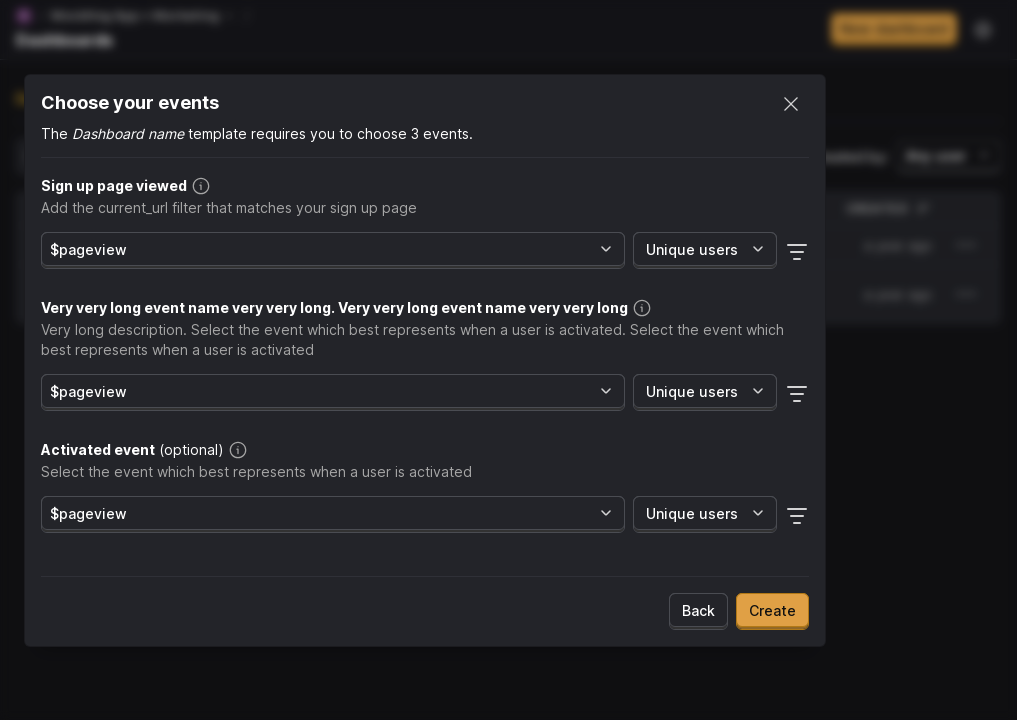 Dashboards
Choose your events
The Dashboard name template requires you to choose 3 events.
Sign up page viewed
Add the current_url filter that matches your sign up page
$pageview
Unique users
Very very long event name very very long. Very very long event name very very long
Very long description. Select the event which best represents when a user is activated. Select the event which
best represents when a user is activated
$pageview
Unique users
Activated event (optional)
Select the event which best represents when a user is activated
$pageview
Unique users
Back
Create